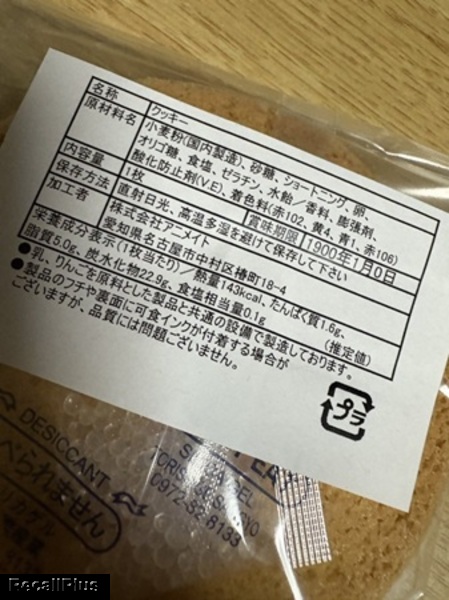 名称 クッキー
原材料名 小麦粉(国内製造)、砂糖、ショートニング、卵、
オリゴ糖、食塩、ゼラチン、水飴／香料、膨張剤、
酸化防止剤(V.E)、着色料(赤102、黄4、青1、赤106)
内容量 1枚 賞味期限 1900年1月0日
保存方法 直射日米、高温多湿を避けて保存して下さい
加工者 株式会社アニメイト
愛知県名古屋市中村区椿町18-4
栄養成分表示(1枚当たり)／熱量143kcal、たんぱく質1.6g、
脂質5.0g、炭水化物22.9g、食塩相当量0.1g (推定値)
●乳、りんごを原料とした製品と共通の設備で製造しております。
●製品のフチや裏面に可食インクが付着する場合が
ございますが、品質には問題ございません。
プラ
DESICCANT
べられません
0972-82-8133
RecallPlus